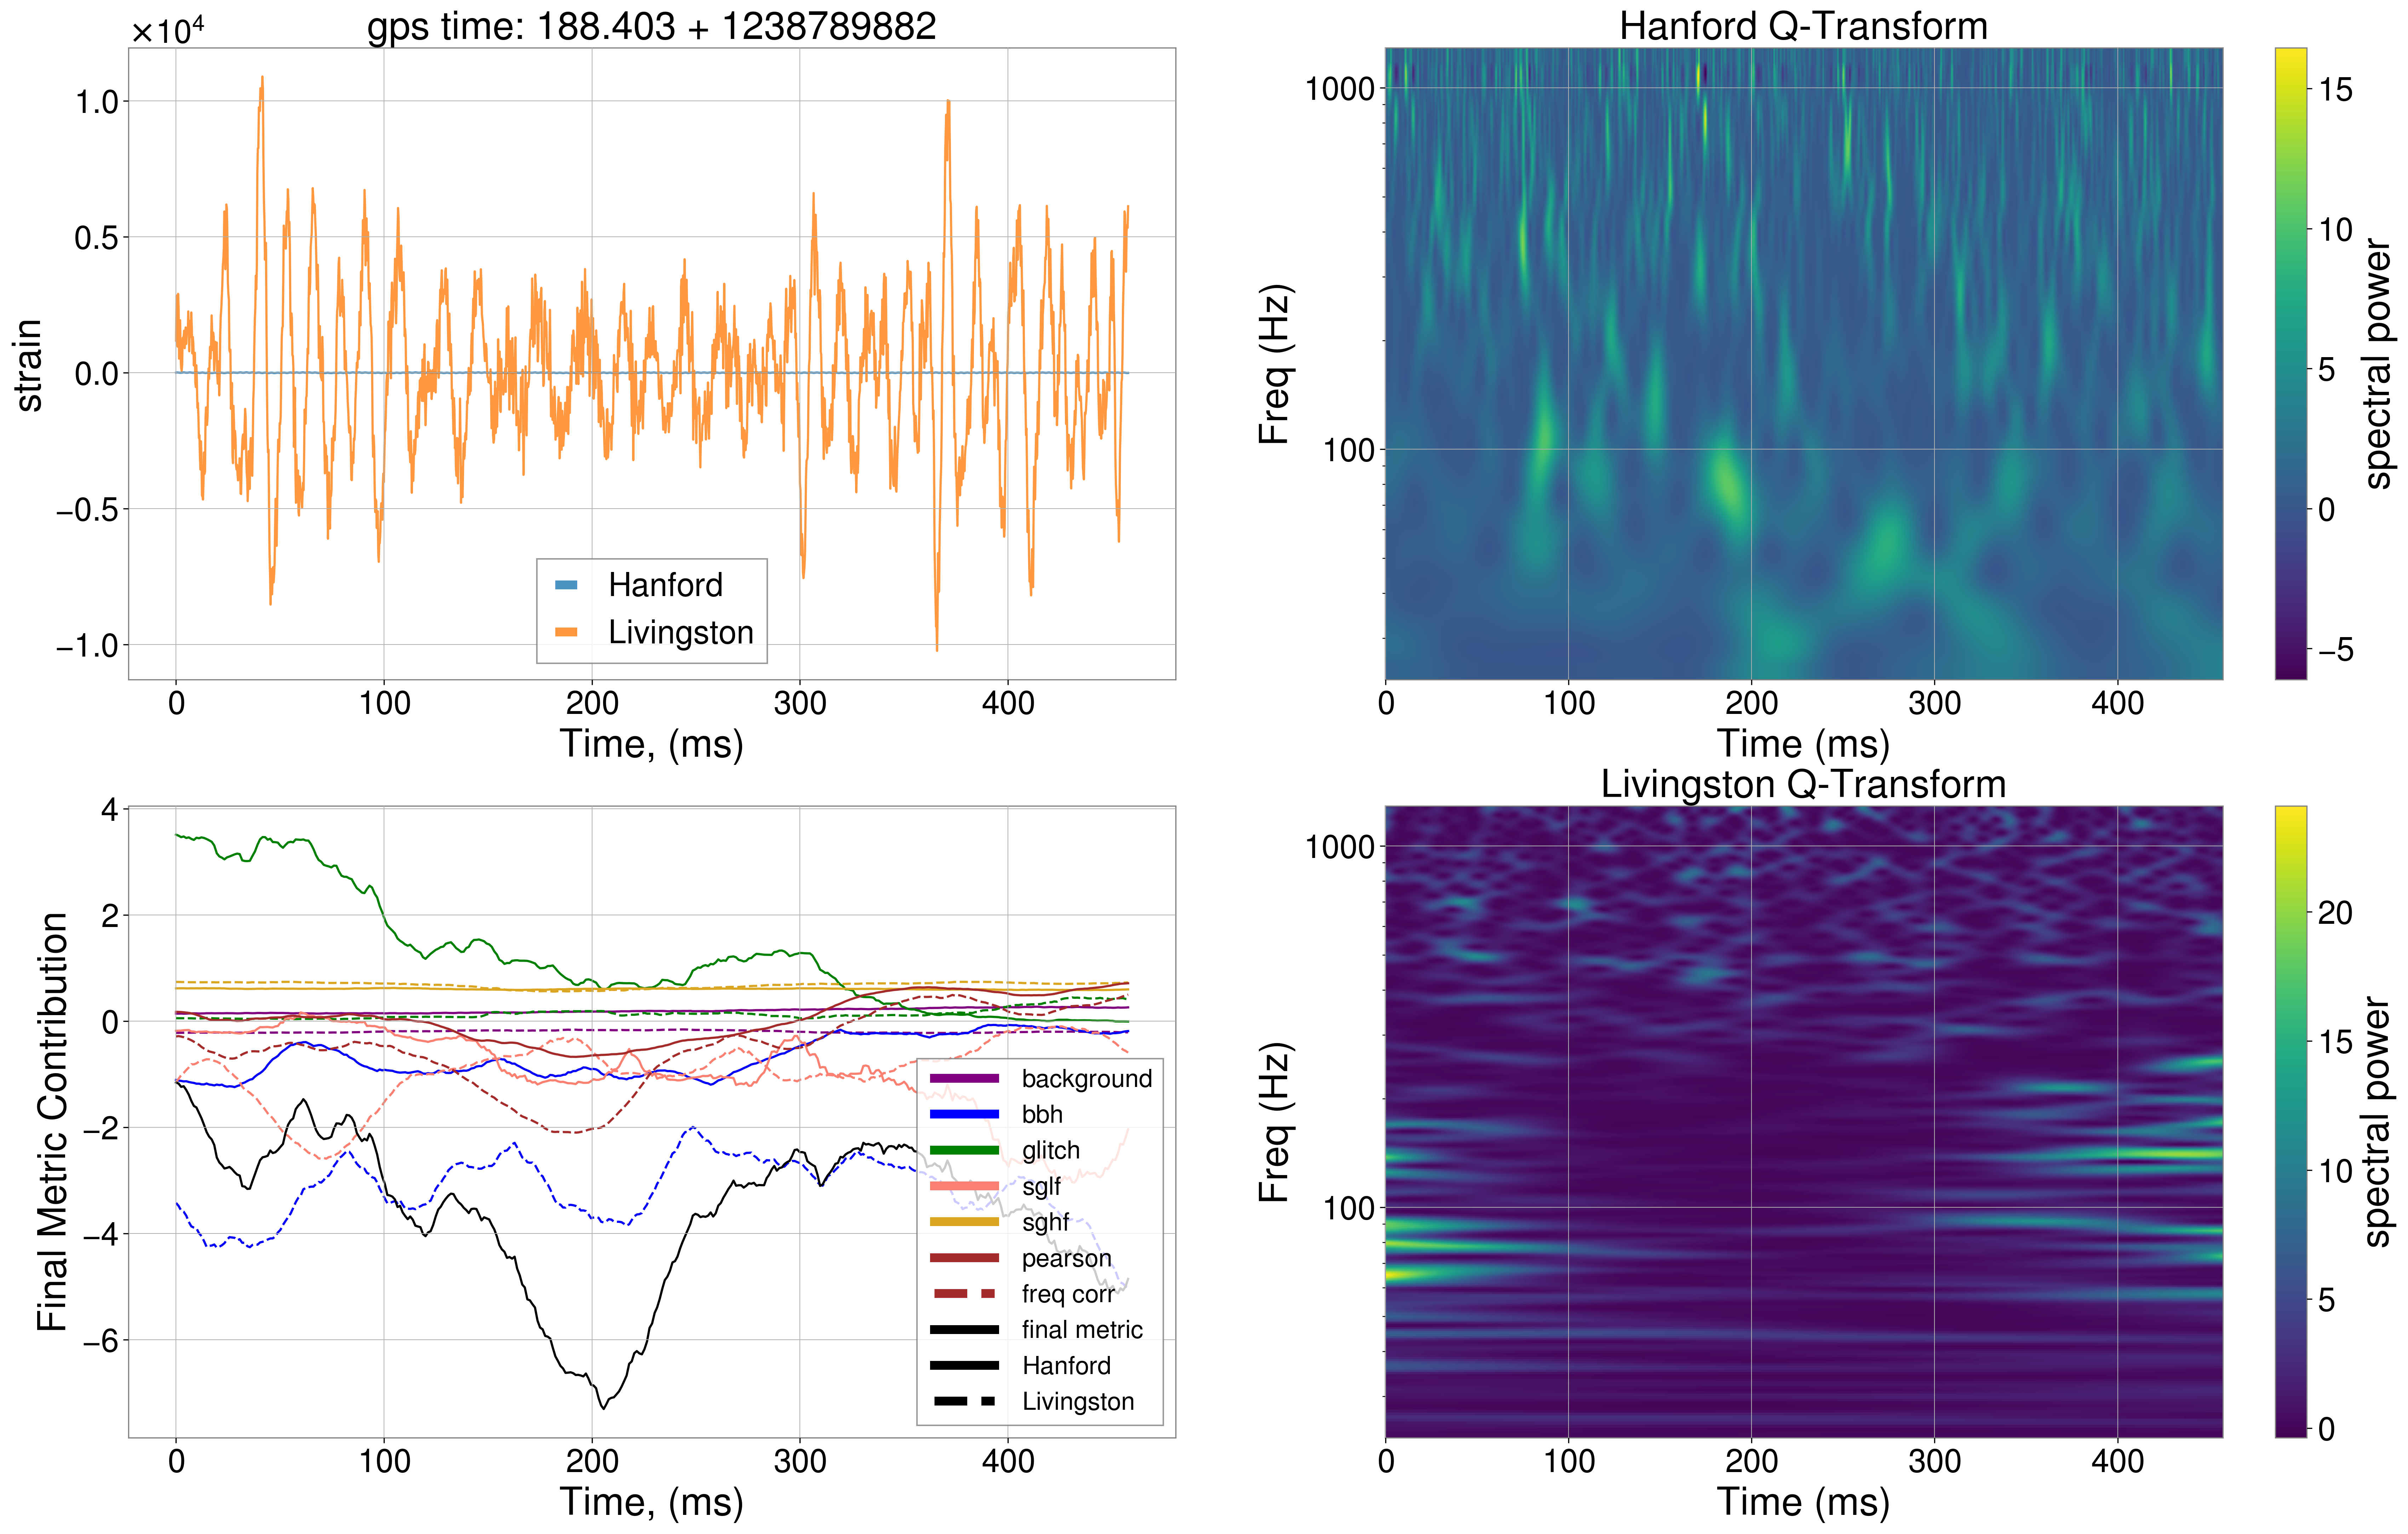 ×10⁴
gps time: 188.403 + 1238789882
1.0
0.5
0.0
−0.5
−1.0
strain
Hanford
Livingston
0 100 200 300 400
Time, (ms)
Hanford Q-Transform
1000
100
Freq (Hz)
0 100 200 300 400
Time (ms)
15
10
5
0
−5
spectral power
4
2
0
−2
−4
−6
Final Metric Contribution
background
bbh
glitch
sglf
sghf
pearson
freq corr
final metric
Hanford
Livingston
0 100 200 300 400
Time, (ms)
Livingston Q-Transform
1000
100
Freq (Hz)
0 100 200 300 400
Time (ms)
20
15
10
5
0
spectral power